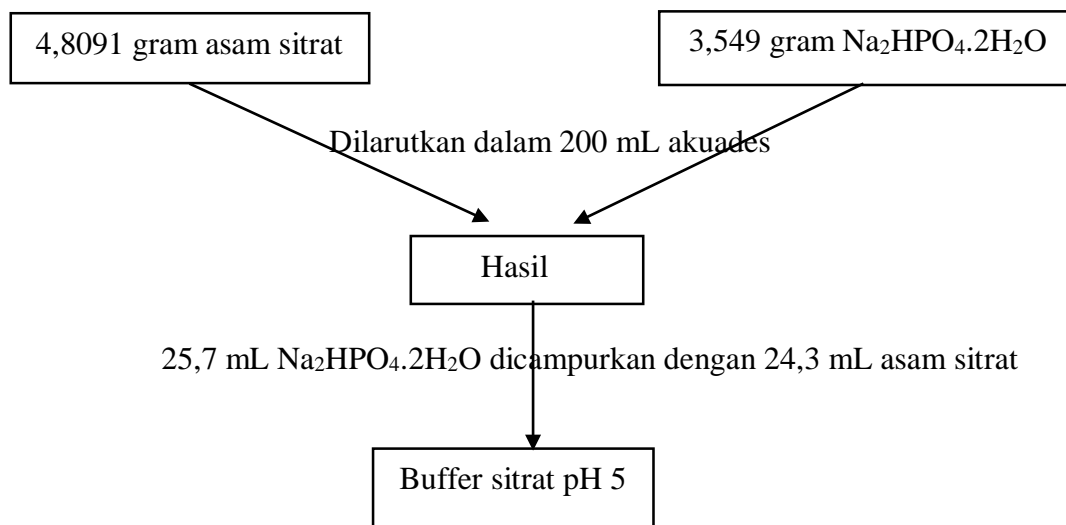 4,8091 gram asam sitrat
3,549 gram Na₂HPO₄.2H₂O
Dilarutkan dalam 200 mL akuades
Hasil
25,7 mL Na₂HPO₄.2H₂O dicampurkan dengan 24,3 mL asam sitrat
Buffer sitrat pH 5